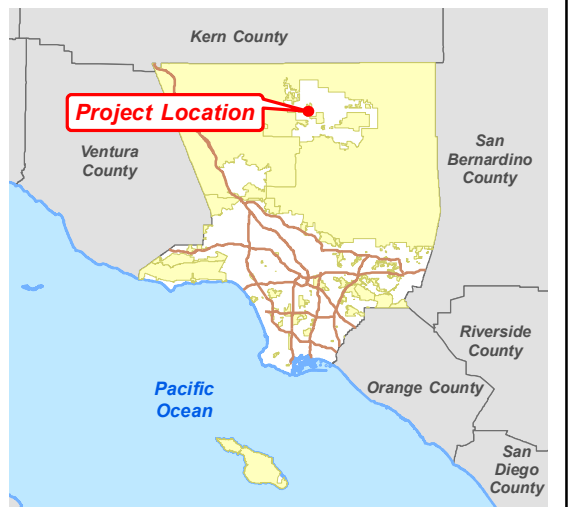 Kern County
Project Location
Ventura
County
San
Bernardino
County
Riverside
County
Orange County
Pacific
Ocean
San
Diego
County